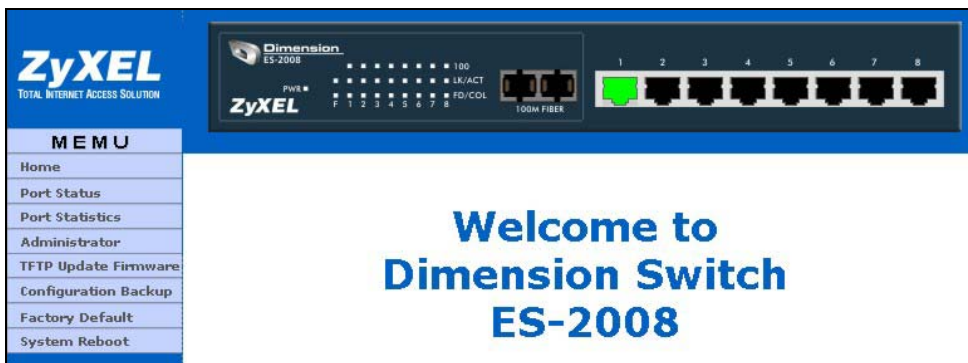 ZyXEL
TOTAL INTERNET ACCESS SOLUTION
Dimension
ES-2008
100
LK/ACT
PWR
FD/COL
F 1 2 3 4 5 6 7 8
ZyXEL
100M FIBER
1 2 3 4 5 6 7 8
MEMU
Home
Port Status
Port Statistics
Administrator
TFTP Update Firmware
Configuration Backup
Factory Default
System Reboot
Welcome to
Dimension Switch
ES-2008